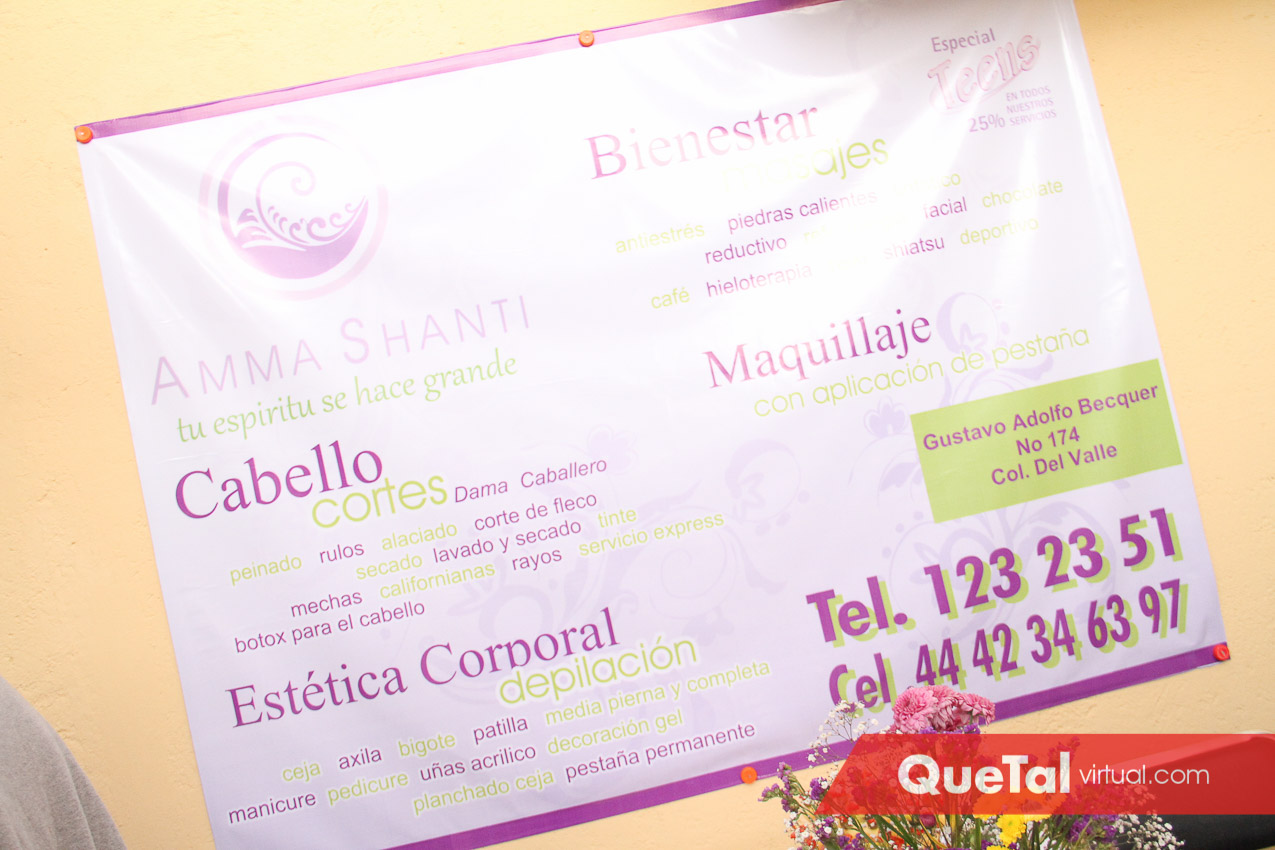 AMMA SHANTI
tu espiritu se hace grande
Cabello
cortes Dama Caballero
peinado rulos alaciado corte de fleco
secado lavado y secado tinte
mechas californianas rayos servicio express
botox para el cabello
Estética Corporal
depilación
ceja axila bigote patilla media pierna y completa
manicure pedicure uñas acrilico decoración gel
planchado ceja pestaña permanente
Especial
Teens
25% EN TODOS
NUESTROS
SERVICIOS
Bienestar
masajes
antiestrés piedras calientes
reductivo facial chocolate
café hieloterapia shiatsu deportivo
Maquillaje
con aplicación de pestaña
Gustavo Adolfo Becquer
No 174
Col. Del Valle
Tel. 123 23 51
Cel 44 42 34 63 97
QueTal virtual.com